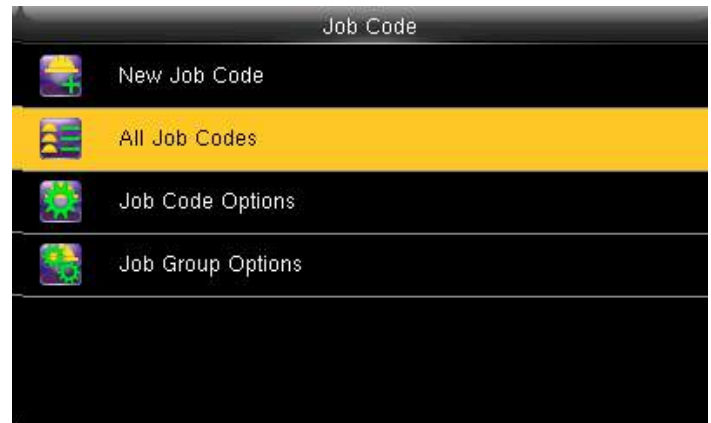 Job Code
New Job Code
All Job Codes
Job Code Options
Job Group Options